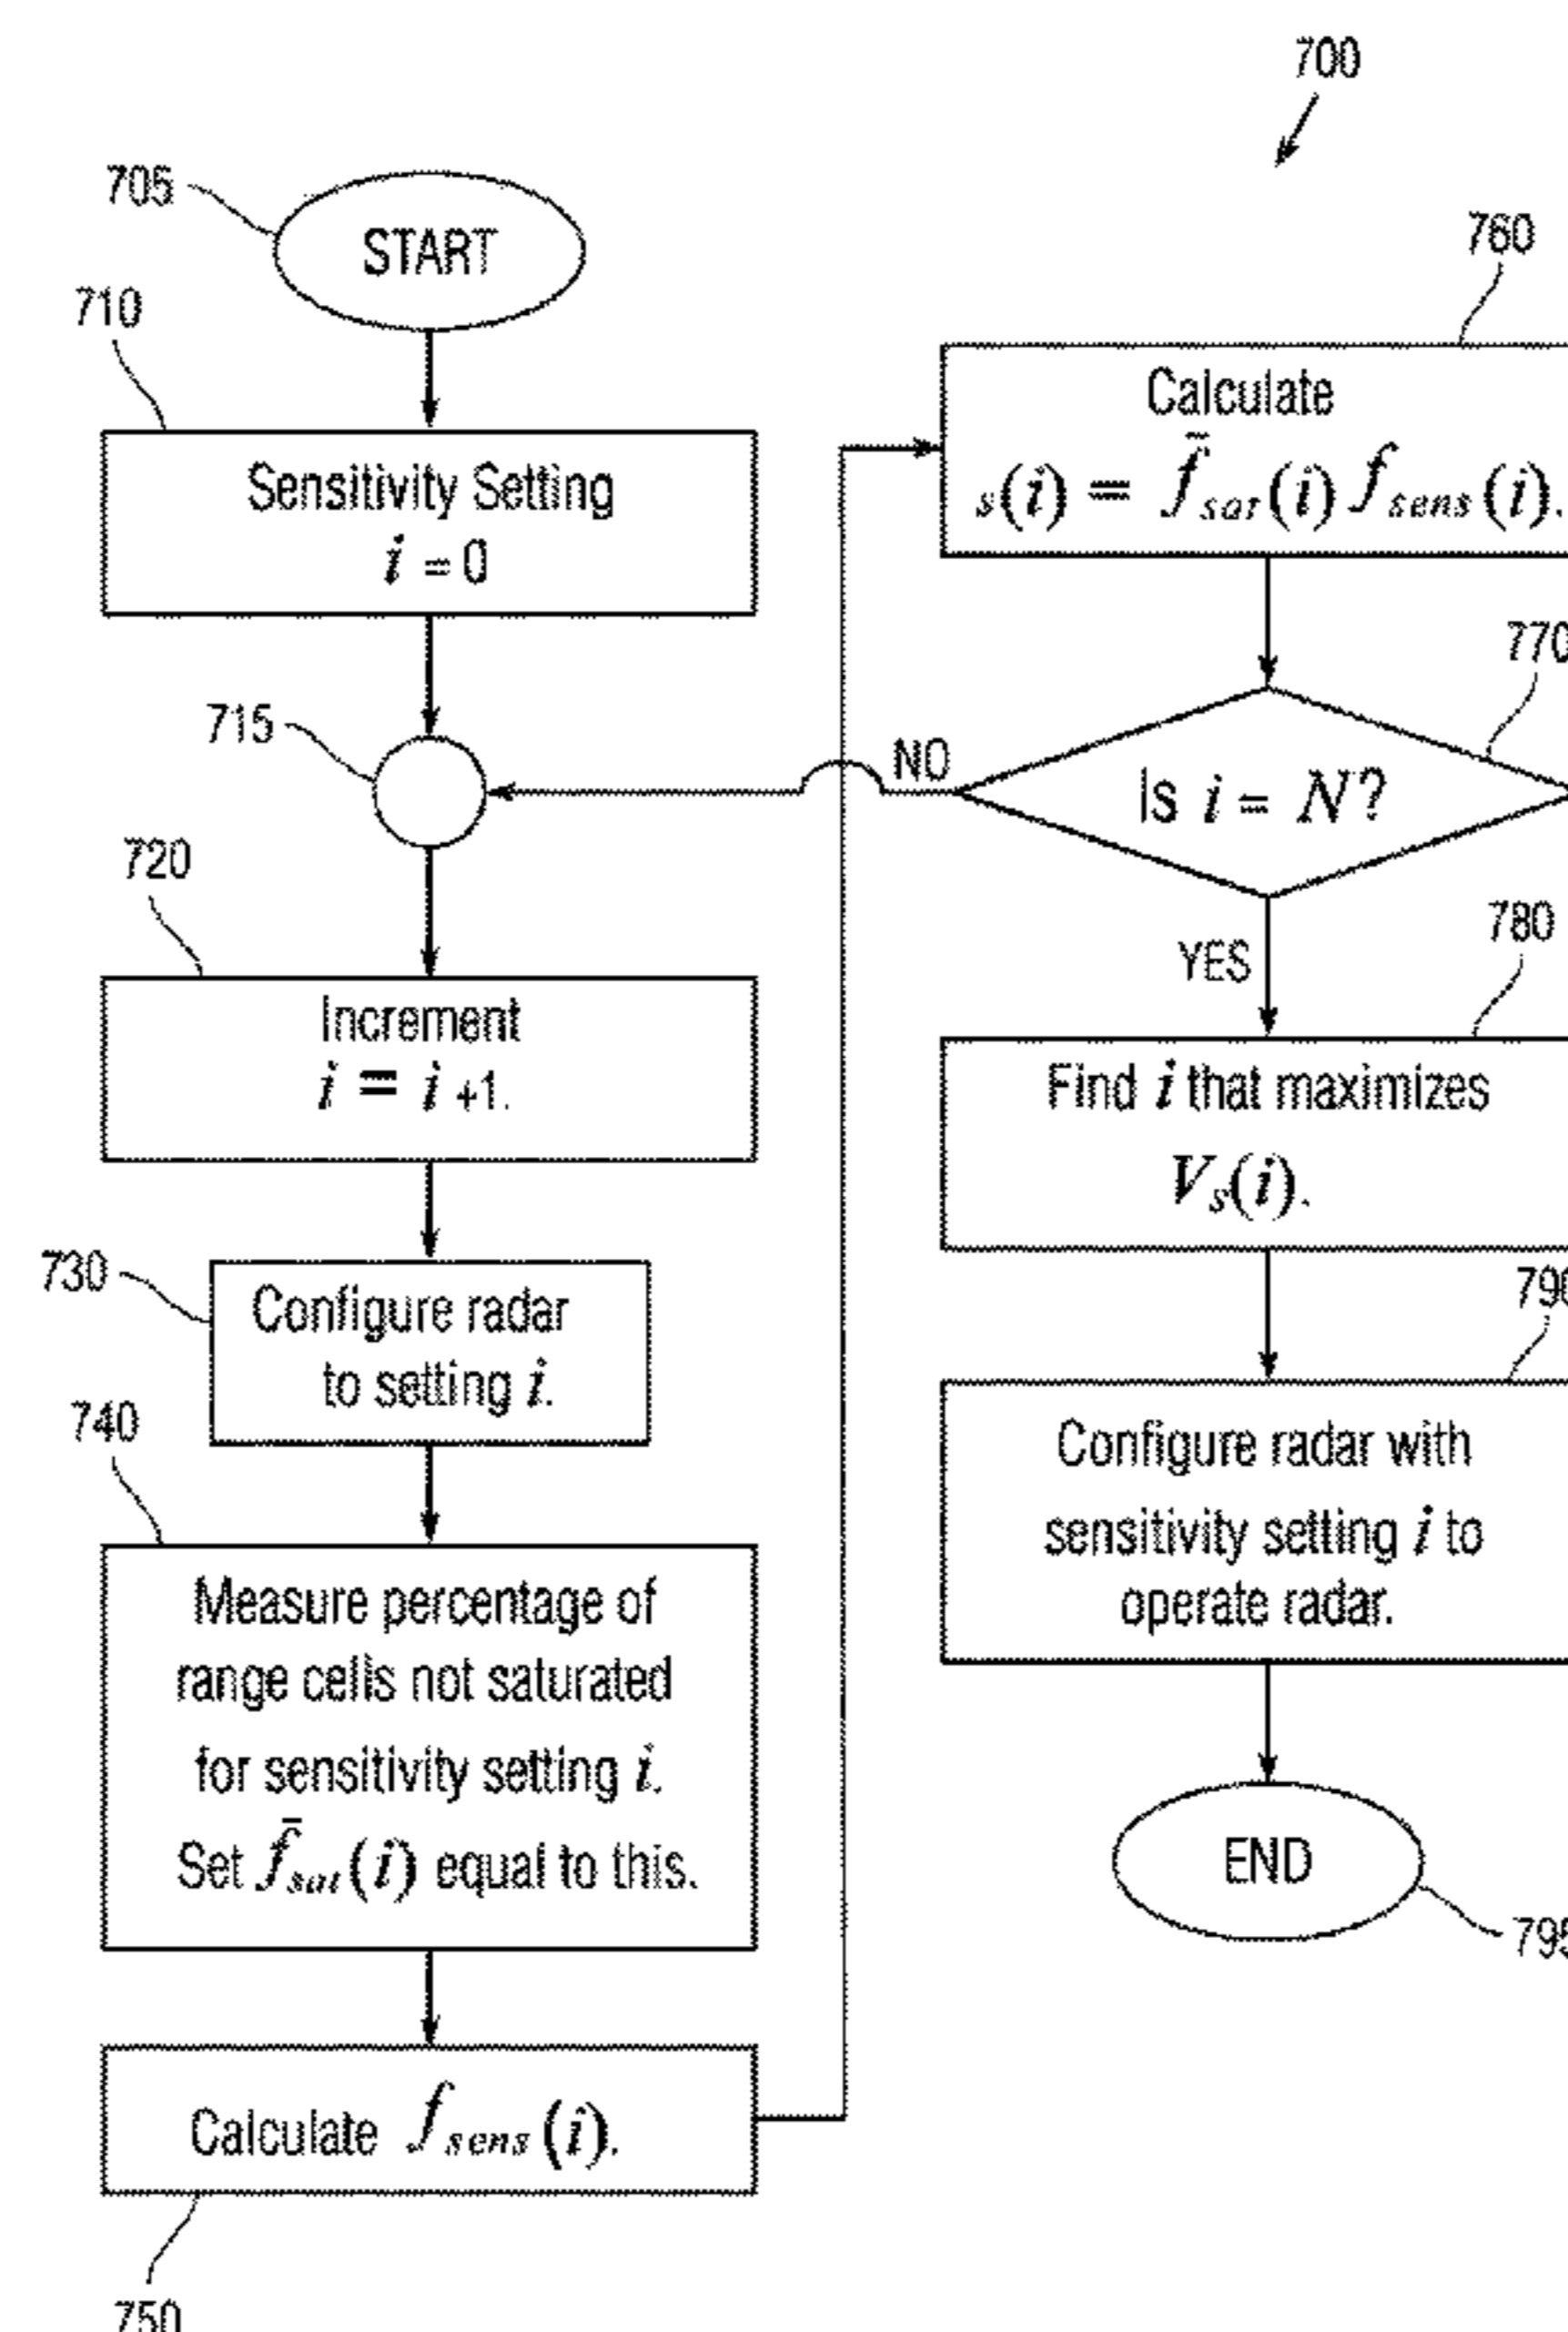 700
705
START
710
Sensitivity Setting
i = 0
715
720
Increment
i = i +1.
730
Configure radar
to setting i.
740
Measure percentage of
range cells not saturated
for sensitivity setting i.
Set f̄sat(i) equal to this.
Calculate fsens(i).
750
760
Calculate
s(i) = f̄sat(i) fsens(i).
770
NO
Is i = N?
YES
780
Find i that maximizes
Vs(i).
790
Configure radar with
sensitivity setting i to
operate radar.
END
795